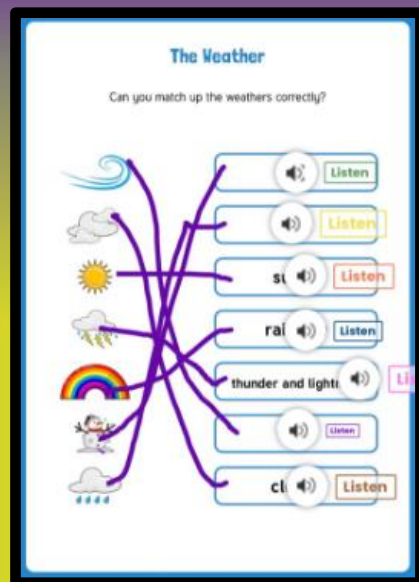 The Weather
Can you match up the weathers correctly?
Listen
Listen
su Listen
rai Listen
thunder and lightn Li
Listen
cl Listen